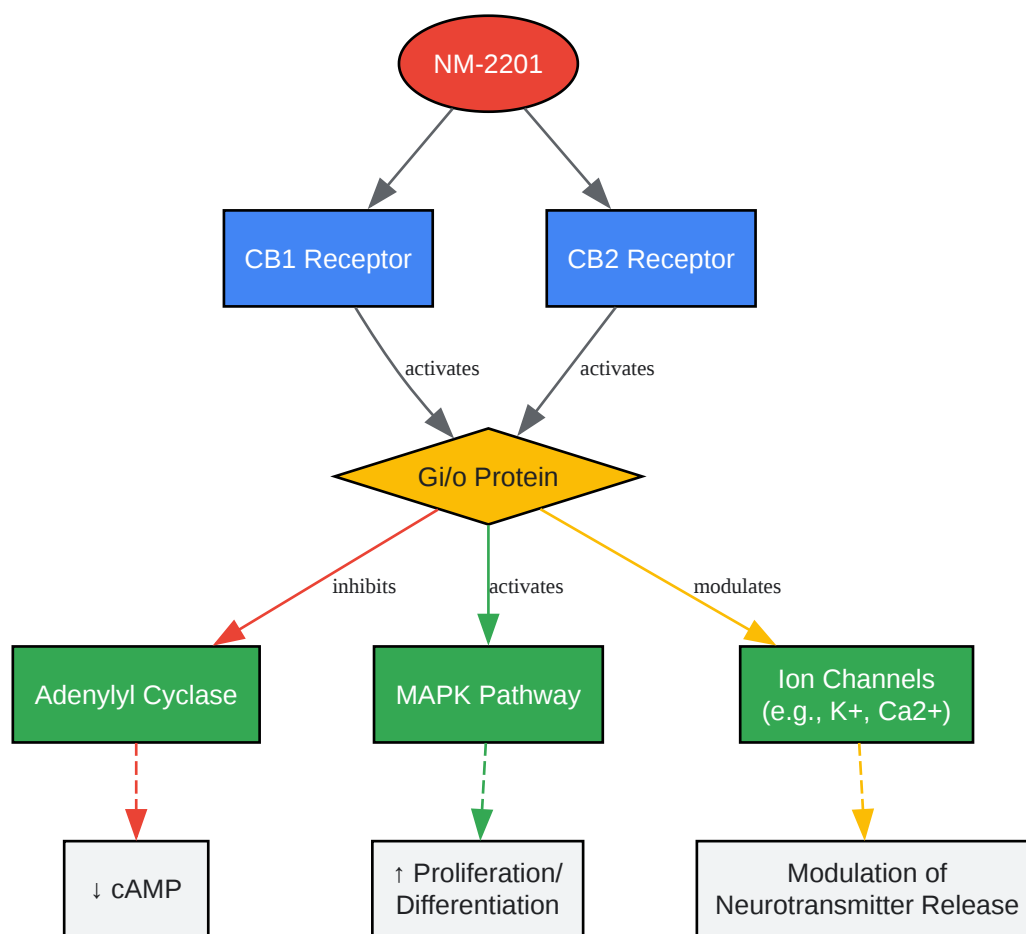 NM-2201
CB1 Receptor
CB2 Receptor
activates
activates
Gi/o Protein
inhibits
activates
modulates
Adenylyl Cyclase
MAPK Pathway
Ion Channels
(e.g., K+, Ca2+)
↓ cAMP
↑ Proliferation/
Differentiation
Modulation of
Neurotransmitter Release